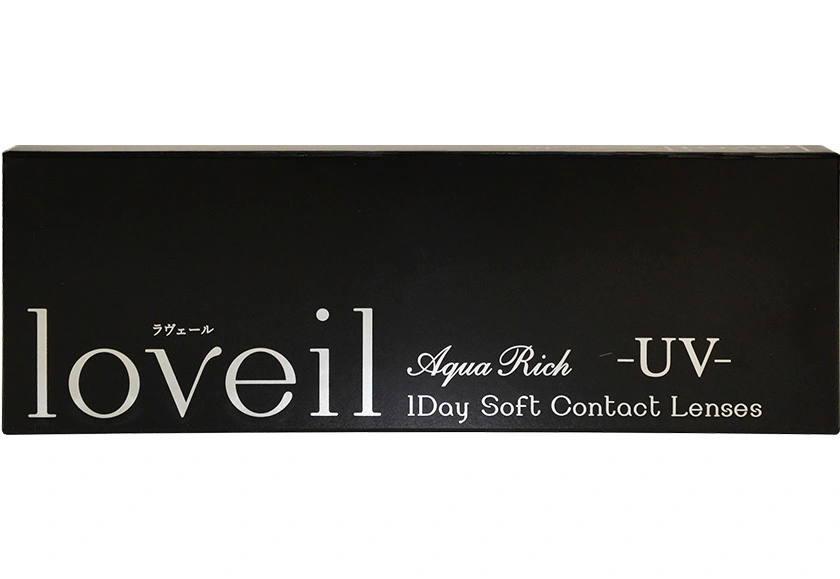 ラヴェール
loveil
Aqua Rich -UV-
1Day Soft Contact Lenses